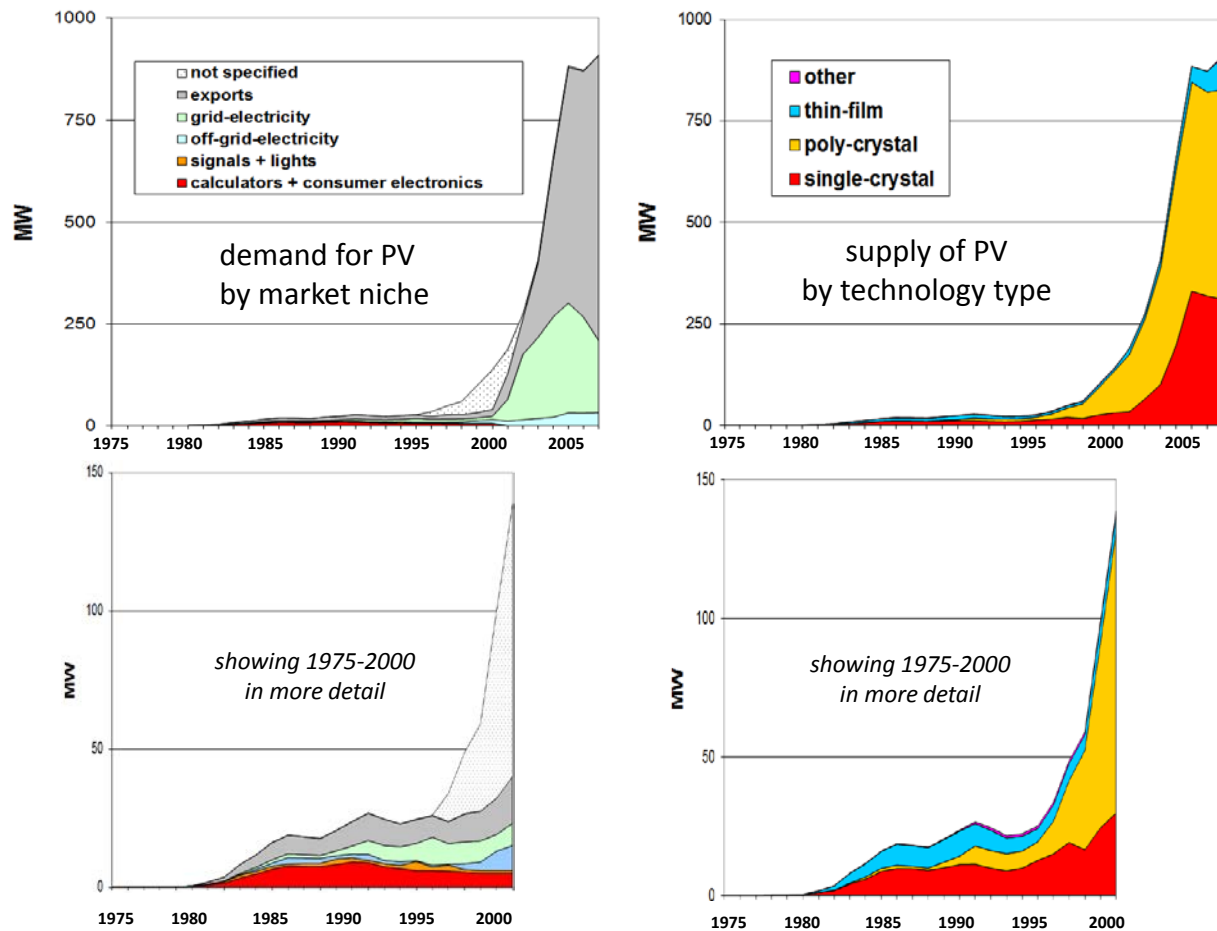 1000
750
500
250
0
MW
not specified
exports
grid-electricity
off-grid-electricity
signals + lights
calculators + consumer electronics
demand for PV
by market niche
1975 1980 1985 1990 1995 2000 2005
1000
750
500
250
0
MW
other
thin-film
poly-crystal
single-crystal
supply of PV
by technology type
1975 1980 1985 1990 1995 2000 2005
150
100
50
0
MW
showing 1975-2000
in more detail
1975 1980 1985 1990 1995 2000
150
100
50
0
MW
showing 1975-2000
in more detail
1975 1980 1985 1990 1995 2000